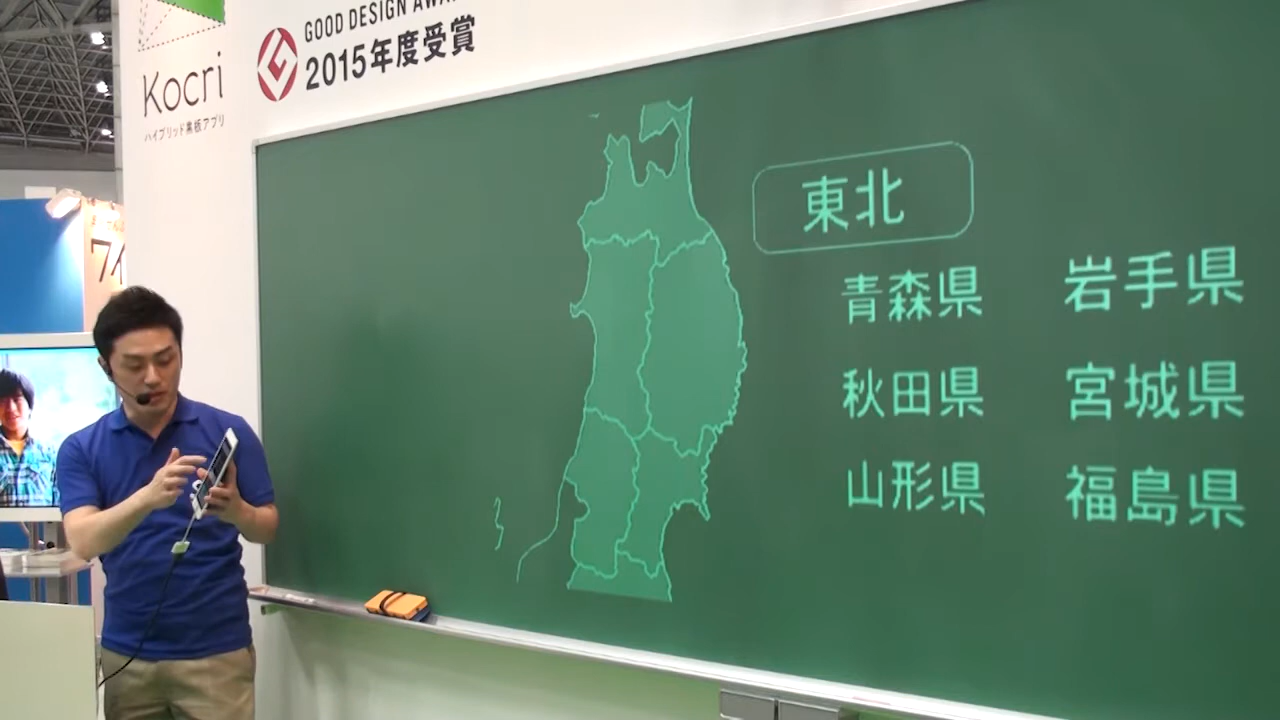 Kocri
ハイブリッド黒板アプリ
GOOD DESIGN
2015年度受賞
東北
青森県 岩手県
秋田県 宮城県
山形県 福島県